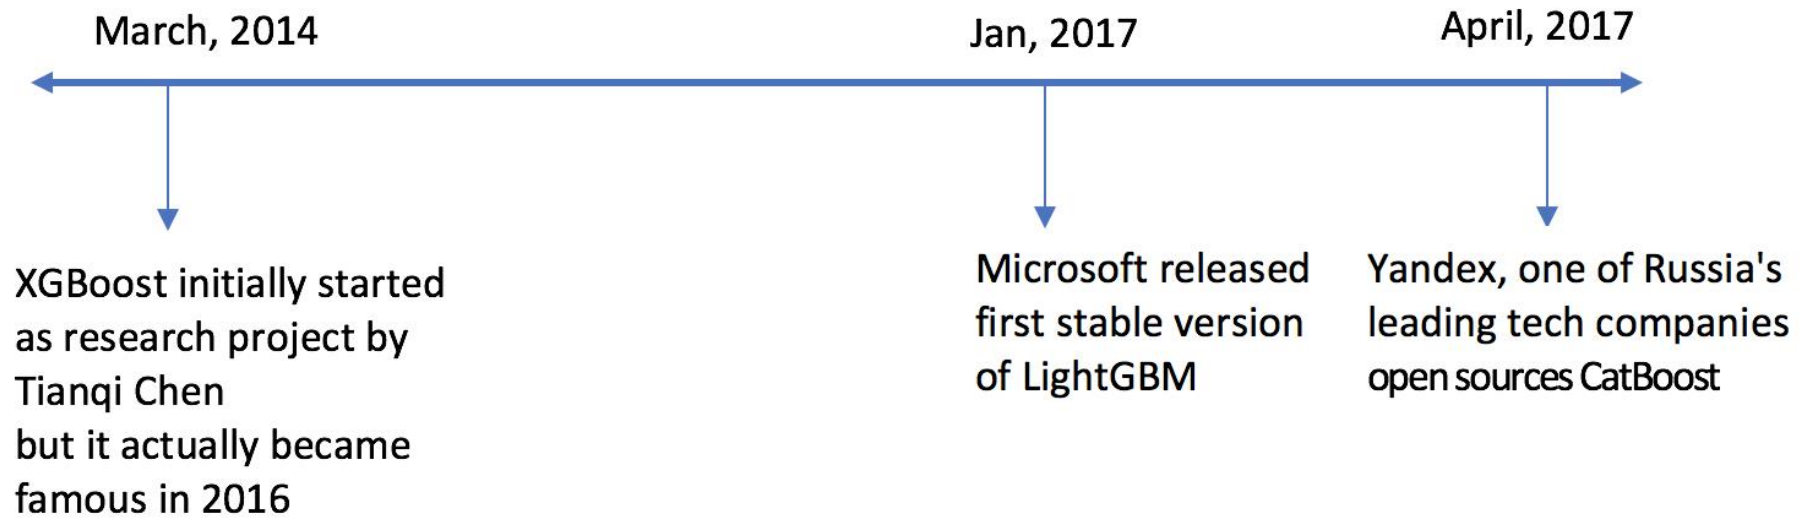 March, 2014
Jan, 2017
April, 2017
XGBoost initially started
as research project by
Tianqi Chen
but it actually became
famous in 2016
Microsoft released
first stable version
of LightGBM
Yandex, one of Russia's
leading tech companies
open sources CatBoost